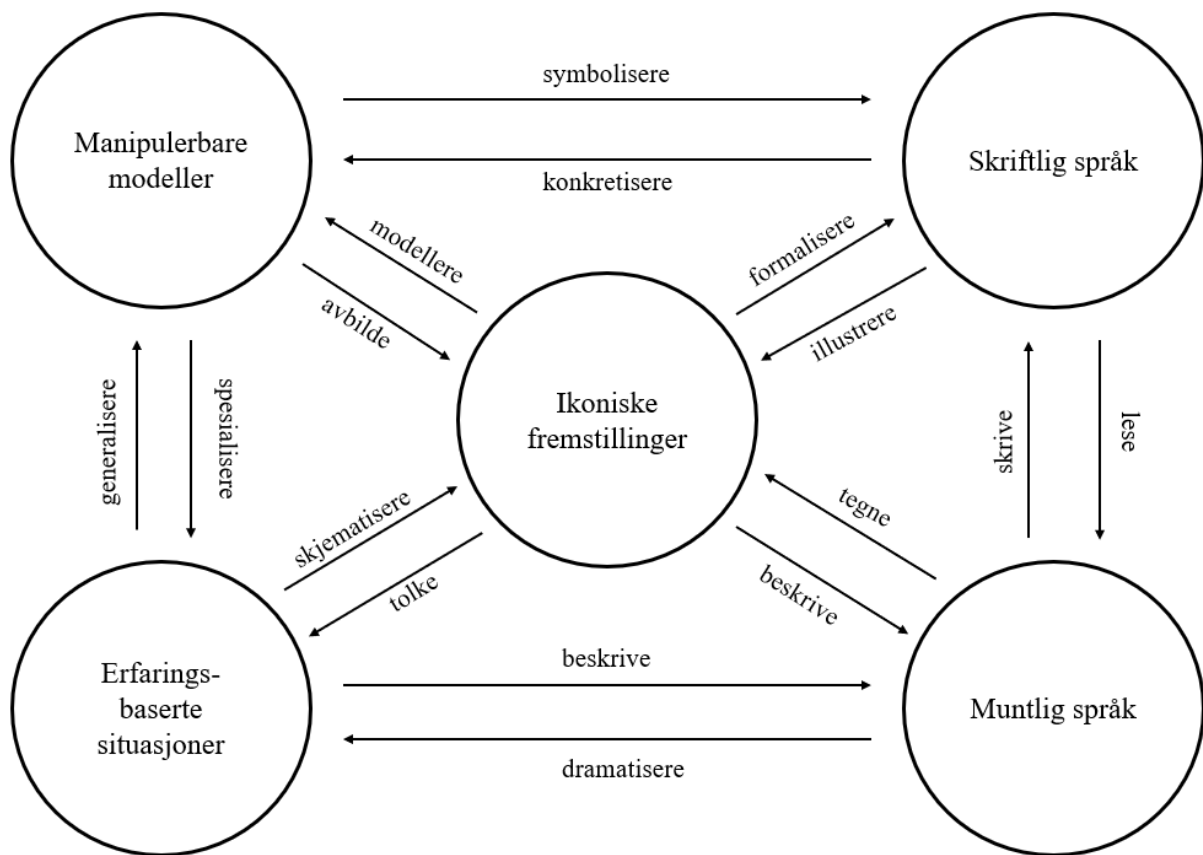 symbolisere
Manipulerbare
modeller
Skriftlig språk
konkretisere
modellere
formalisere
avbilde
illustrere
generalisere
spesialisere
Ikoniske
fremstillinger
skrive
lese
skjematisere
tegne
tolke
beskrive
beskrive
Erfarings-
baserte
situasjoner
Muntlig språk
dramatisere